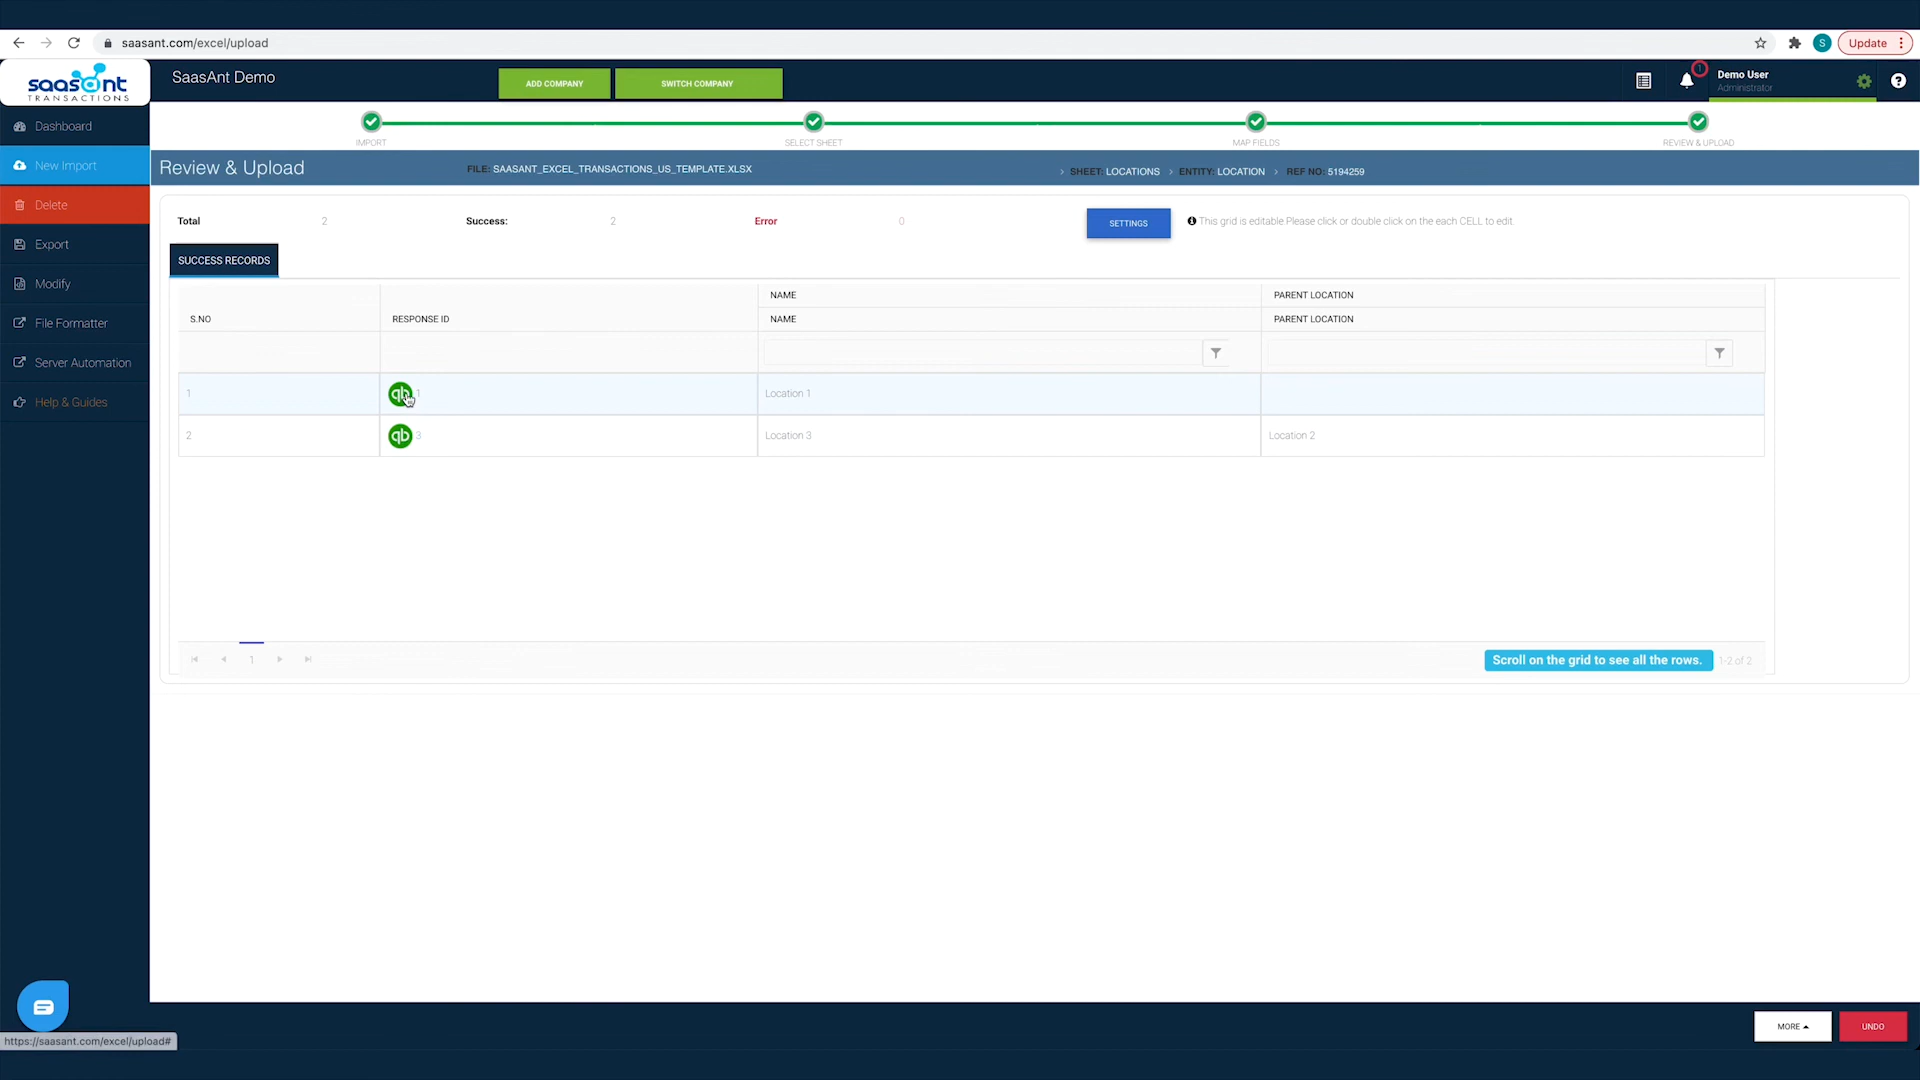 saasant.com/excel/upload
S
Update
saasant
TRANSACTIONS
SaasAnt Demo
ADD COMPANY
SWITCH COMPANY
1
Demo User
Administrator
Dashboard
New Import
Delete
Export
Modify
File Formatter
Server Automation
Help & Guides
IMPORT
SELECT SHEET
MAP FIELDS
REVIEW & UPLOAD
Review & Upload
FILE: SAASANT_EXCEL_TRANSACTIONS_US_TEMPLATE.XLSX
SHEET: LOCATIONS
ENTITY: LOCATION
REF NO: 5194259
Total 2
Success: 2
Error 0
SETTINGS
This grid is editable.Please click or double click on the each CELL to edit.
SUCCESS RECORDS
NAME PARENT LOCATION
S.NO RESPONSE ID NAME PARENT LOCATION
1 qb 1 Location 1
2 qb 3 Location 3 Location 2
1
Scroll on the grid to see all the rows.
1-2 of 2
MORE
UNDO
https://saasant.com/excel/upload#